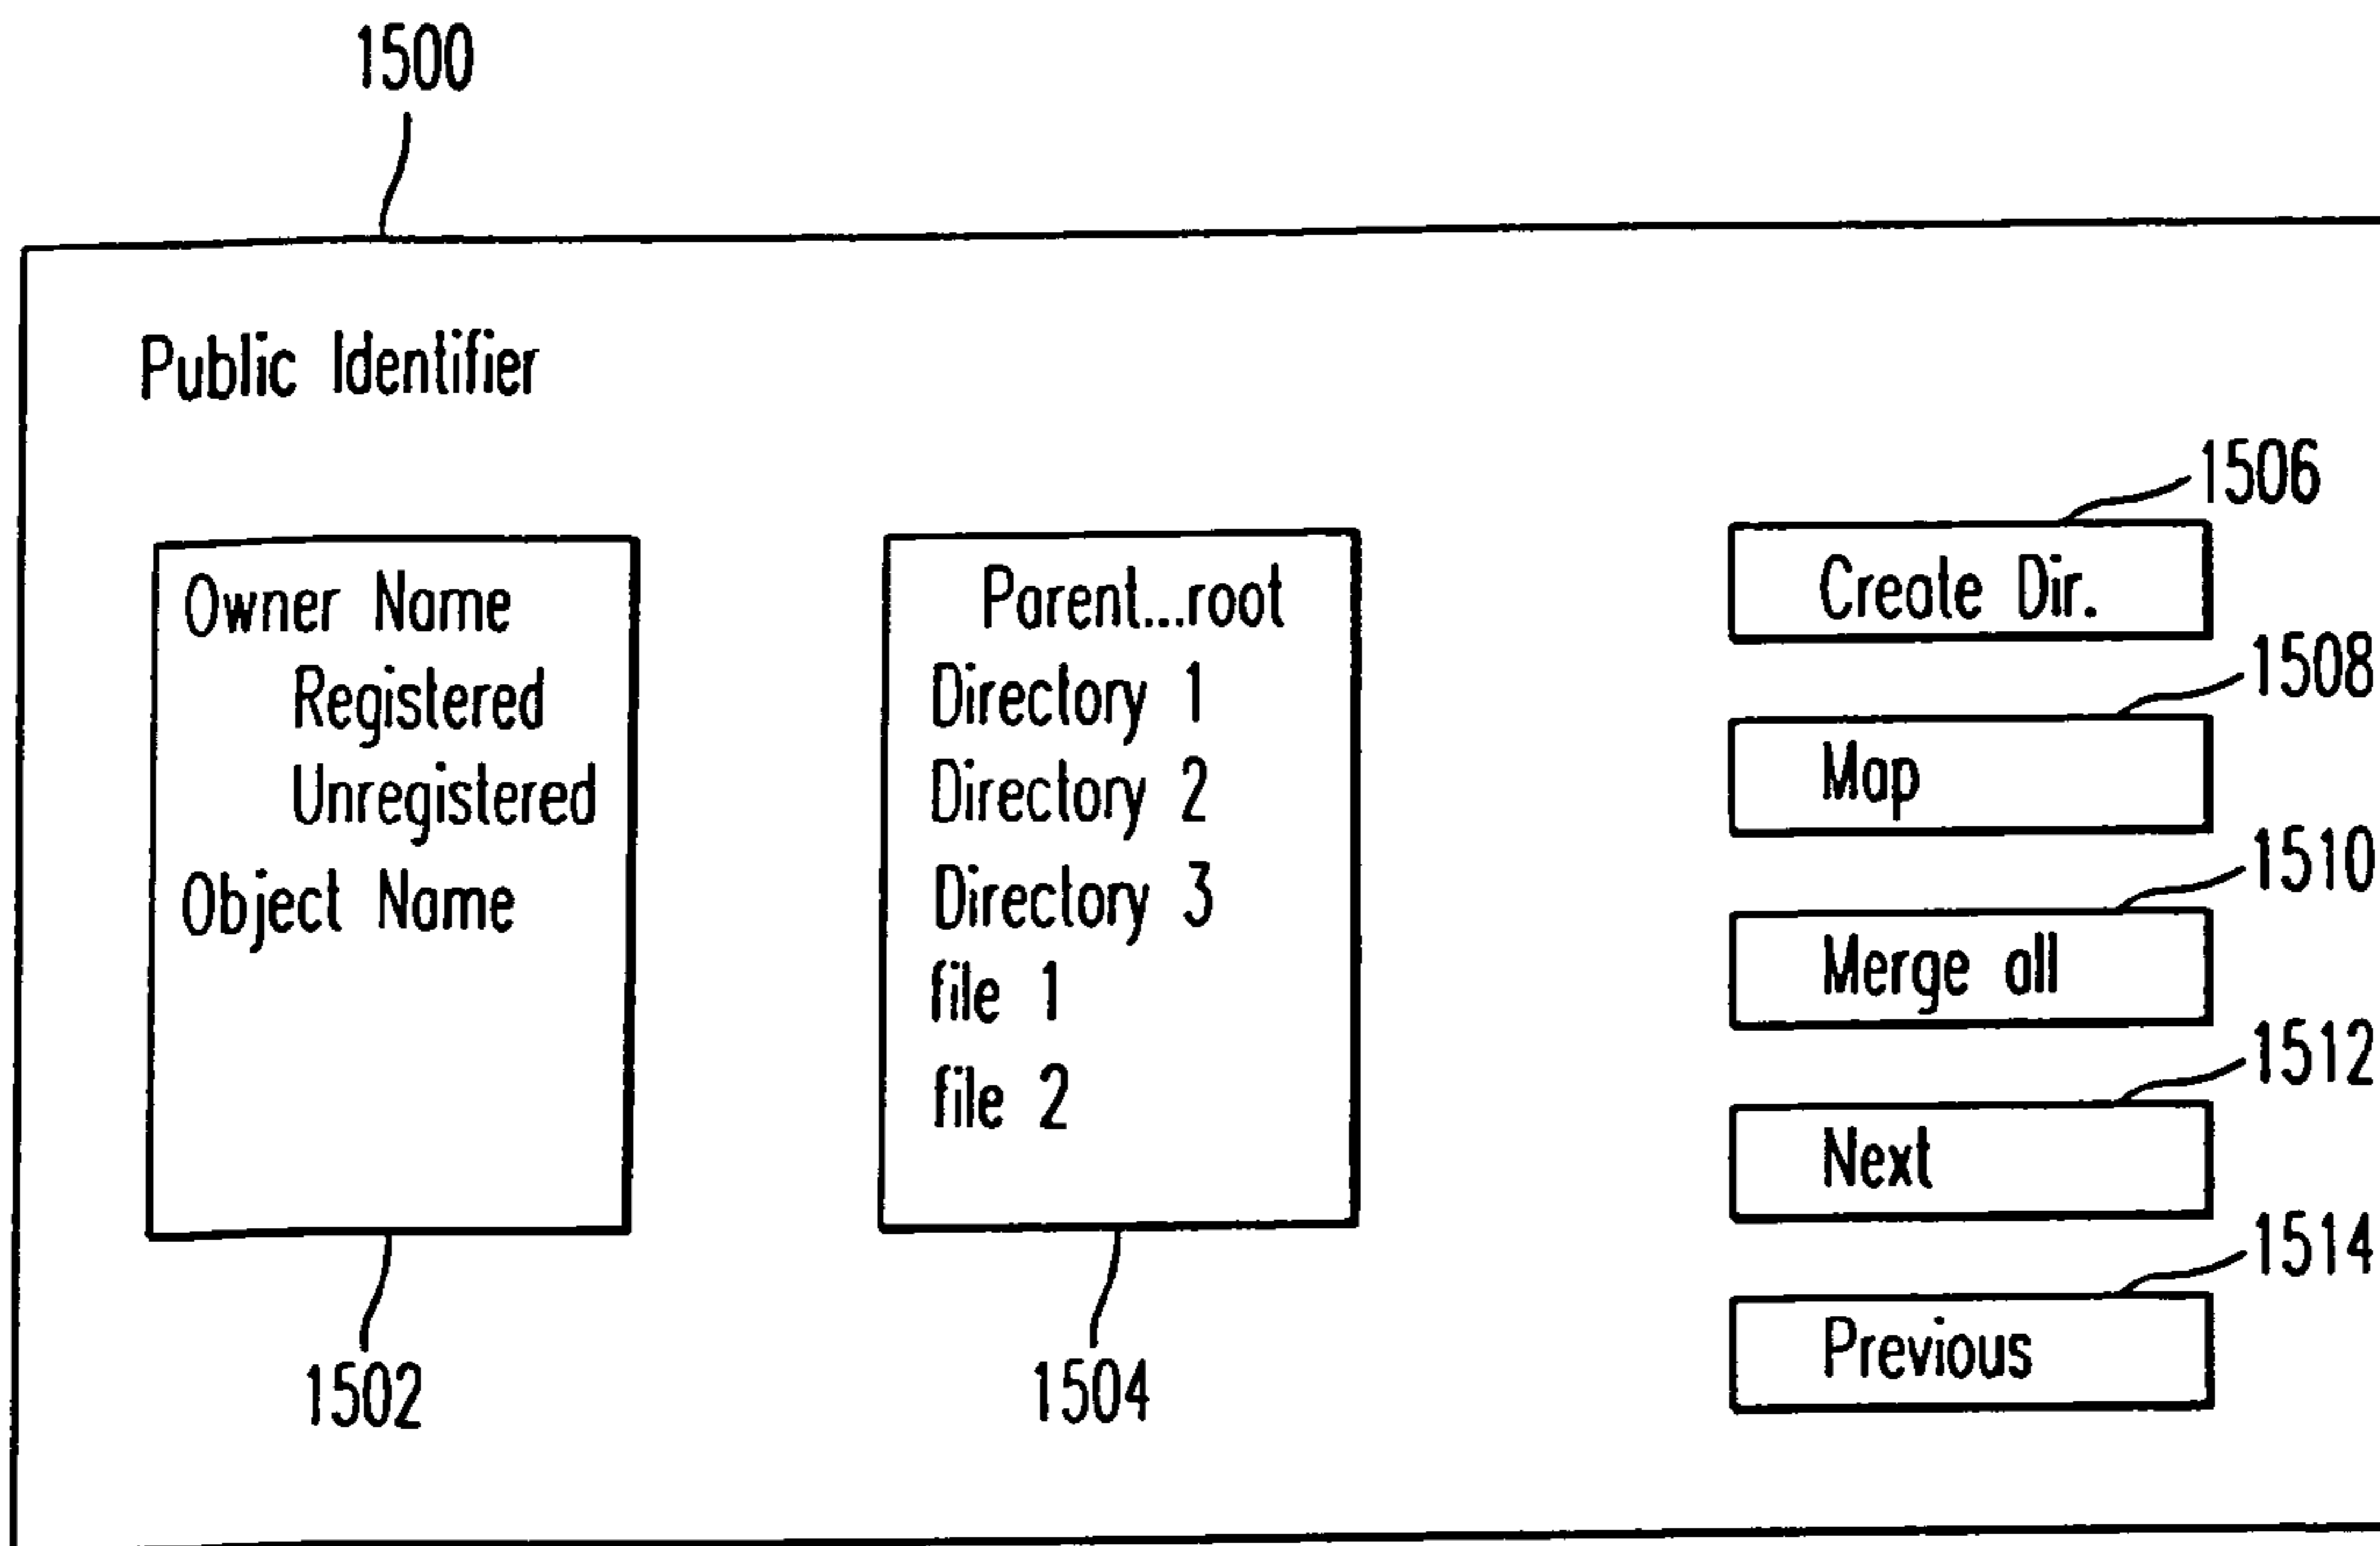 1500
Public Identifier
Owner Name
Registered
Unregistered
Object Name
1502
Parent...root
Directory 1
Directory 2
Directory 3
file 1
file 2
1504
1506
Create Dir.
1508
Map
1510
Merge all
1512
Next
1514
Previous